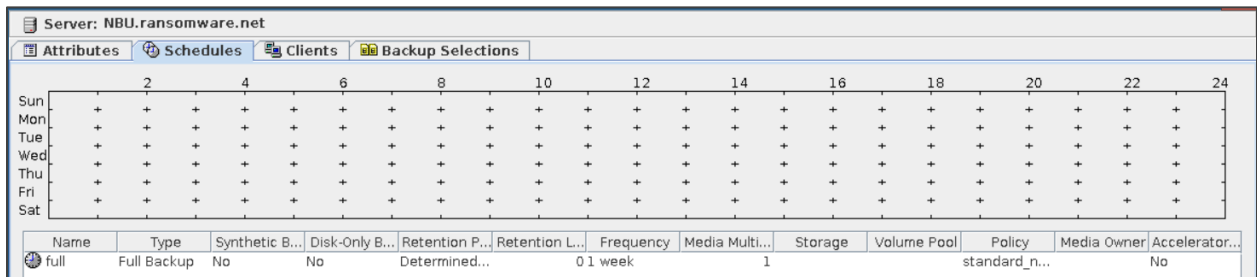 Server: NBU.ransomware.net
Attributes Schedules Clients Backup Selections
2 4 6 8 10 12 14 16 18 20 22 24
Sun
Mon
Tue
Wed
Thu
Fri
Sat
Name Type Synthetic B... Disk-Only B... Retention P... Retention L... Frequency Media Multi... Storage Volume Pool Policy Media Owner Accelerator...
full Full Backup No No Determined... 0 1 week 1 standard_n... No